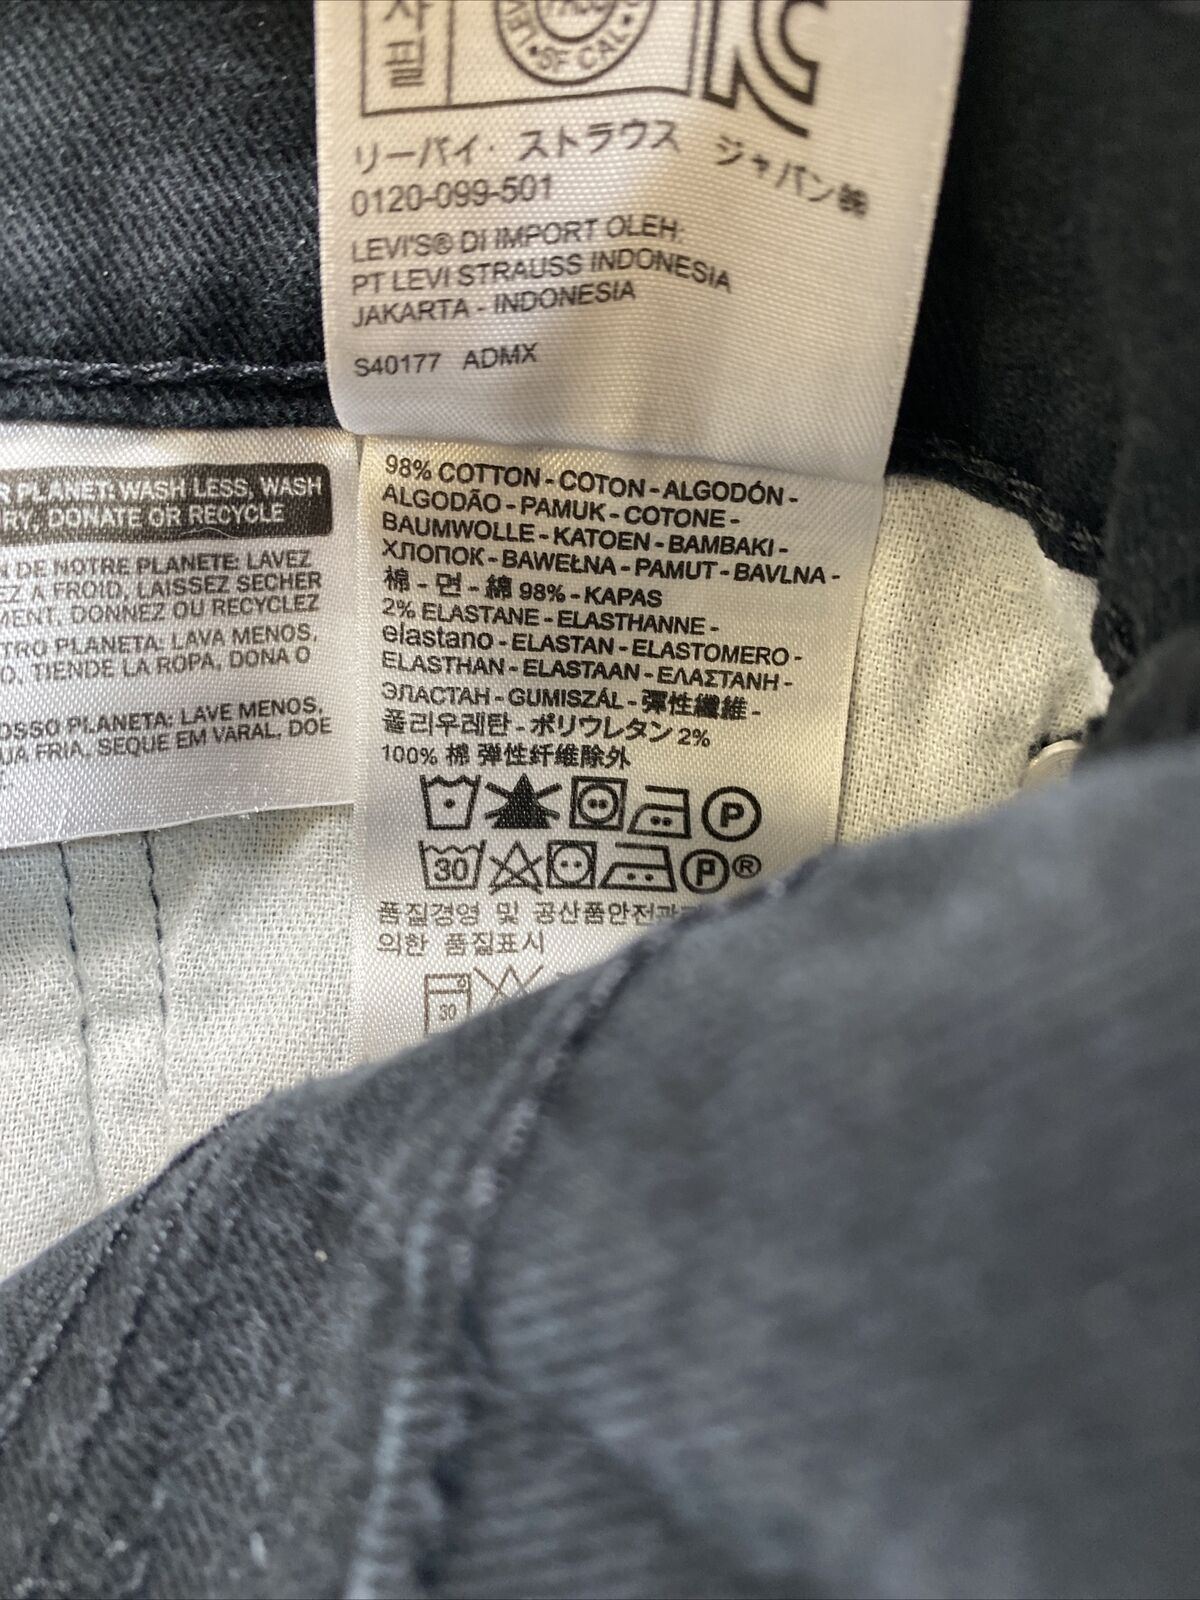 자
필
LEVI
SF CAL
リーバイ・ストラウス ジャパン㈱
0120-099-501
LEVI'S® DI IMPORT OLEH:
PT LEVI STRAUSS INDONESIA
JAKARTA - INDONESIA
S40177 ADMX
PLANET: WASH LESS, WASH
DRY, DONATE OR RECYCLE
DE NOTRE PLANETE: LAVEZ
A FROID, LAISSEZ SECHER
DONNEZ OU RECYCLEZ
PLANETA: LAVA MENOS,
TIENDE LA ROPA, DONA O
PLANETA: LAVE MENOS,
FRIA, SEQUE EM VARAL, DOE
98% COTTON - COTON - ALGODÓN -
ALGODÃO - PAMUK - COTONE -
BAUMWOLLE - KATOEN - BAMBAKI -
ХЛОПОК - BAWEŁNA - PAMUT - BAVLNA -
棉 - 면 - 綿 98% - KAPAS
2% ELASTANE - ELASTHANNE -
elastano - ELASTAN - ELASTOMERO -
ELASTHAN - ELASTAAN - ΕΛΑΣΤΑΝΗ -
ЭЛАСТАН - GUMISZÁL - 彈性纖維 -
폴리우레탄 - ポリウレタン 2%
100% 棉 弹性纤维除外
P
30 P ®
품질경영 및 공산품안전관
의한 품질표시
30